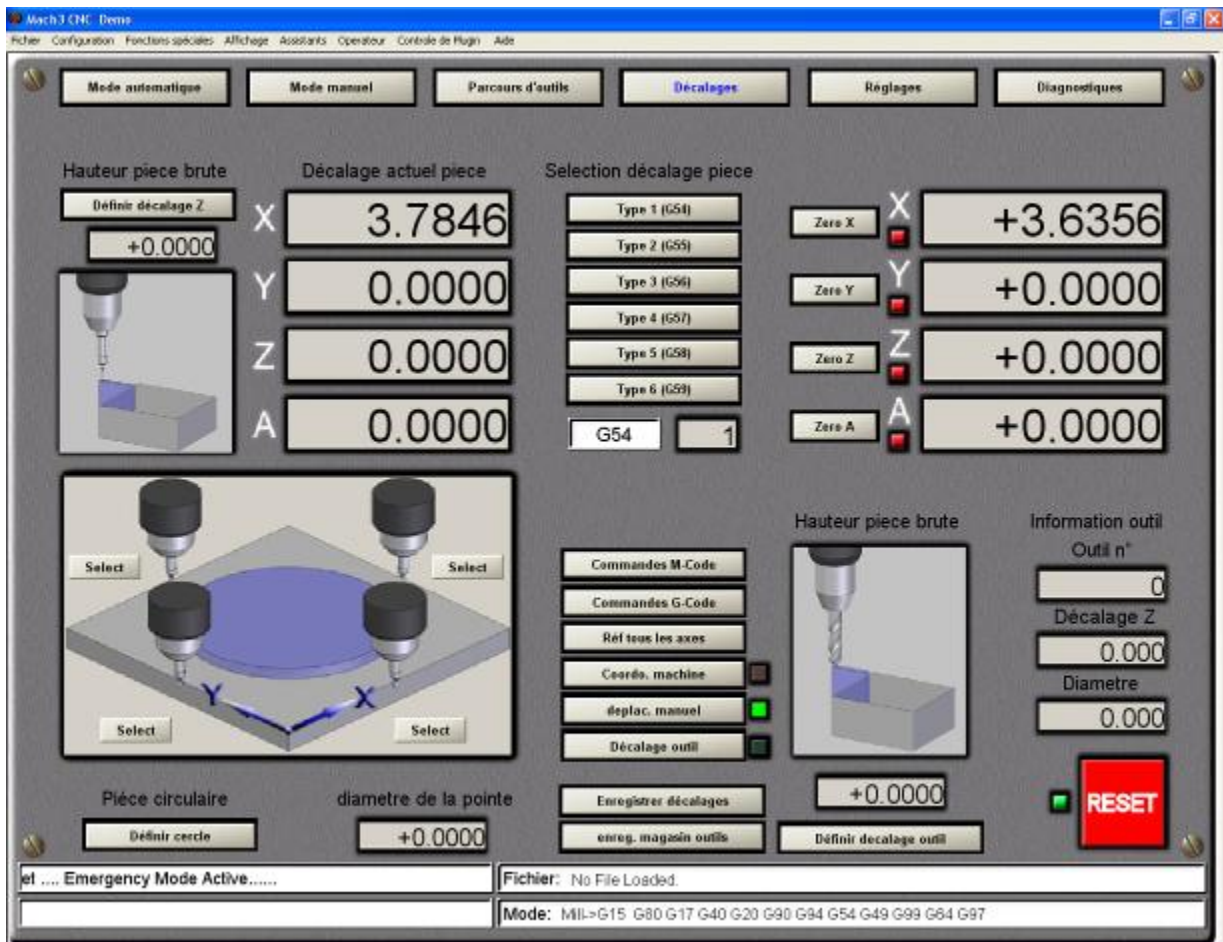 Mach3 CNC Demo
Fichier Configuration Fonctions spéciales Affichage Assistants Operateur Controle de Plugin Aide
Mode automatique Mode manuel Parcours d'outils Décalages Réglages Diagnostiques
Hauteur piece brute Décalage actuel piece Selection décalage piece
Définir décalage Z
+0.0000
X 3.7846
Y 0.0000
Z 0.0000
A 0.0000
Type 1 (G54)
Type 2 (G55)
Type 3 (G56)
Type 4 (G57)
Type 5 (G58)
Type 6 (G59)
G54 1
Zero X X +3.6356
Zero Y Y +0.0000
Zero Z Z +0.0000
Zero A A +0.0000
Select Select
Y X
Select Select
Piéce circulaire diametre de la pointe
Définir cercle +0.0000
Commandes M-Code
Commandes G-Code
Réf tous les axes
Coordo. machine
deplac. manuel
Décalage outil
Enregistrer décalages
enreg. magasin outils
Hauteur piece brute
+0.0000
Définir decalage outil
Information outil
Outil n°
0
Décalage Z
0.000
Diametre
0.000
RESET
et .... Emergency Mode Active......
Fichier: No File Loaded.
Mode: Mill->G15 G80 G17 G40 G20 G90 G94 G54 G49 G99 G64 G97